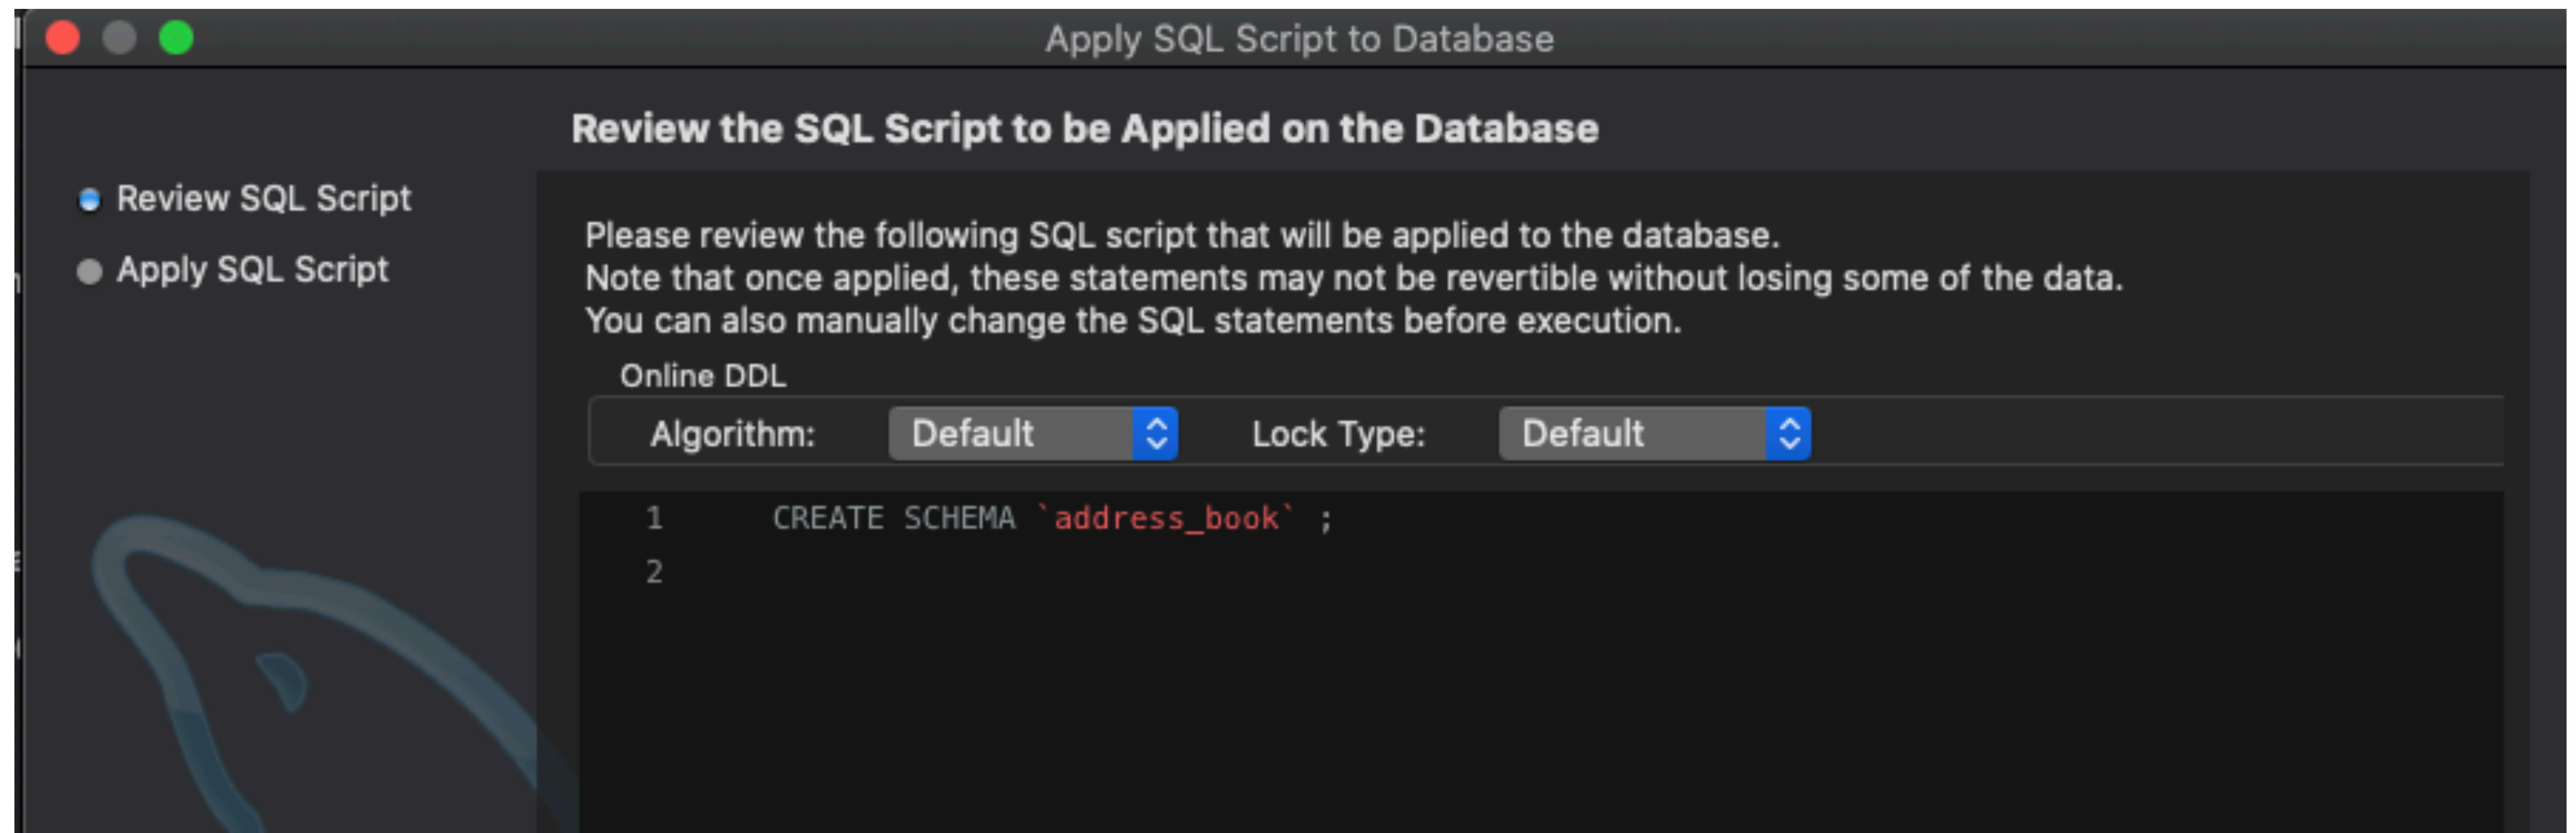 Apply SQL Script to Database
Review the SQL Script to be Applied on the Database
Review SQL Script
Apply SQL Script
Please review the following SQL script that will be applied to the database.
Note that once applied, these statements may not be revertible without losing some of the data.
You can also manually change the SQL statements before execution.
Online DDL
Algorithm: Default Lock Type: Default
1 CREATE SCHEMA `address_book` ;
2